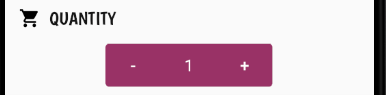 QUANTITY
- 1 +